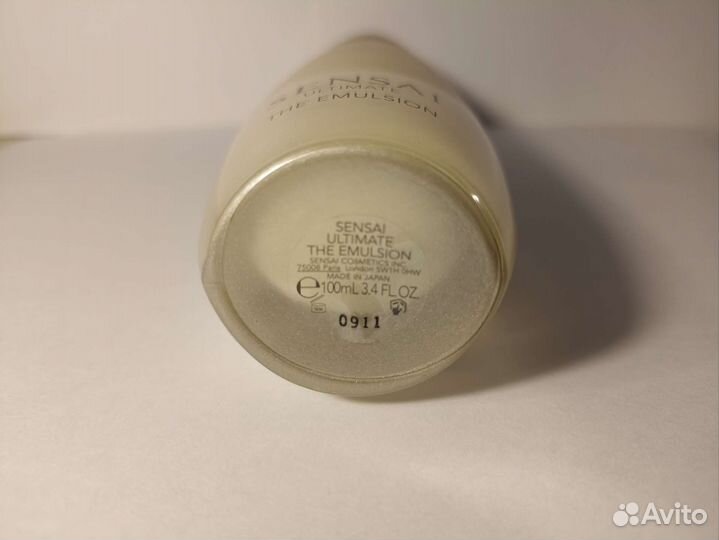 SENSAI
ULTIMATE
THE EMULSION
SENSAI
ULTIMATE
THE EMULSION
SENSAI COSMETICS INC.
75008 Paris London SW1H 0HW
MADE IN JAPAN
e 100mL 3.4 FL.OZ.
0911
Avito